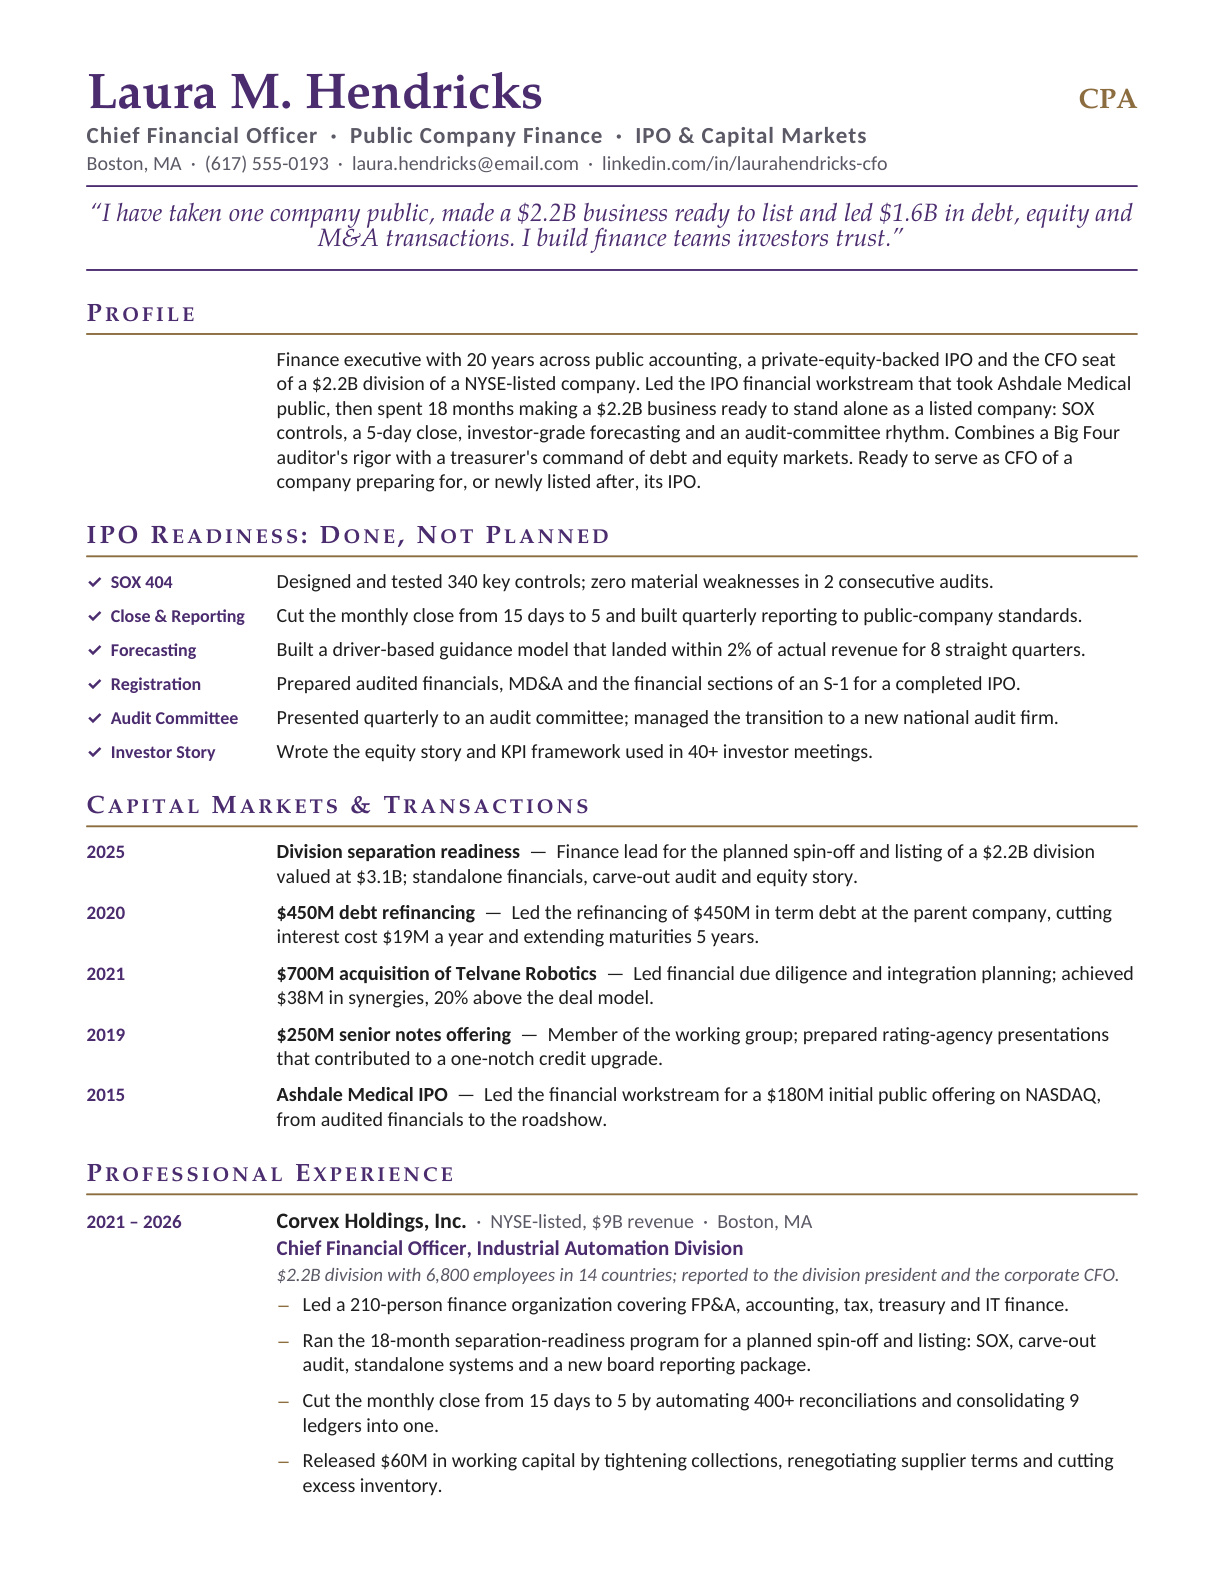 Laura M. Hendricks
CPA
Chief Financial Officer · Public Company Finance · IPO & Capital Markets
Boston, MA · (617) 555-0193 · laura.hendricks@email.com · linkedin.com/in/laurahendricks-cfo
“I have taken one company public, made a $2.2B business ready to list and led $1.6B in debt, equity and
M&A transactions. I build finance teams investors trust.”
PROFILE
Finance executive with 20 years across public accounting, a private-equity-backed IPO and the CFO seat
of a $2.2B division of a NYSE-listed company. Led the IPO financial workstream that took Ashdale Medical
public, then spent 18 months making a $2.2B business ready to stand alone as a listed company: SOX
controls, a 5-day close, investor-grade forecasting and an audit-committee rhythm. Combines a Big Four
auditor's rigor with a treasurer's command of debt and equity markets. Ready to serve as CFO of a
company preparing for, or newly listed after, its IPO.
IPO READINESS: DONE, NOT PLANNED
✓ SOX 404 Designed and tested 340 key controls; zero material weaknesses in 2 consecutive audits.
✓ Close & Reporting Cut the monthly close from 15 days to 5 and built quarterly reporting to public-company standards.
✓ Forecasting Built a driver-based guidance model that landed within 2% of actual revenue for 8 straight quarters.
✓ Registration Prepared audited financials, MD&A and the financial sections of an S-1 for a completed IPO.
✓ Audit Committee Presented quarterly to an audit committee; managed the transition to a new national audit firm.
✓ Investor Story Wrote the equity story and KPI framework used in 40+ investor meetings.
CAPITAL MARKETS & TRANSACTIONS
2025 Division separation readiness — Finance lead for the planned spin-off and listing of a $2.2B division
valued at $3.1B; standalone financials, carve-out audit and equity story.
2020 $450M debt refinancing — Led the refinancing of $450M in term debt at the parent company, cutting
interest cost $19M a year and extending maturities 5 years.
2021 $700M acquisition of Telvane Robotics — Led financial due diligence and integration planning; achieved
$38M in synergies, 20% above the deal model.
2019 $250M senior notes offering — Member of the working group; prepared rating-agency presentations
that contributed to a one-notch credit upgrade.
2015 Ashdale Medical IPO — Led the financial workstream for a $180M initial public offering on NASDAQ,
from audited financials to the roadshow.
PROFESSIONAL EXPERIENCE
2021 – 2026 Corvex Holdings, Inc. · NYSE-listed, $9B revenue · Boston, MA
Chief Financial Officer, Industrial Automation Division
$2.2B division with 6,800 employees in 14 countries; reported to the division president and the corporate CFO.
– Led a 210-person finance organization covering FP&A, accounting, tax, treasury and IT finance.
– Ran the 18-month separation-readiness program for a planned spin-off and listing: SOX, carve-out
audit, standalone systems and a new board reporting package.
– Cut the monthly close from 15 days to 5 by automating 400+ reconciliations and consolidating 9
ledgers into one.
– Released $60M in working capital by tightening collections, renegotiating supplier terms and cutting
excess inventory.